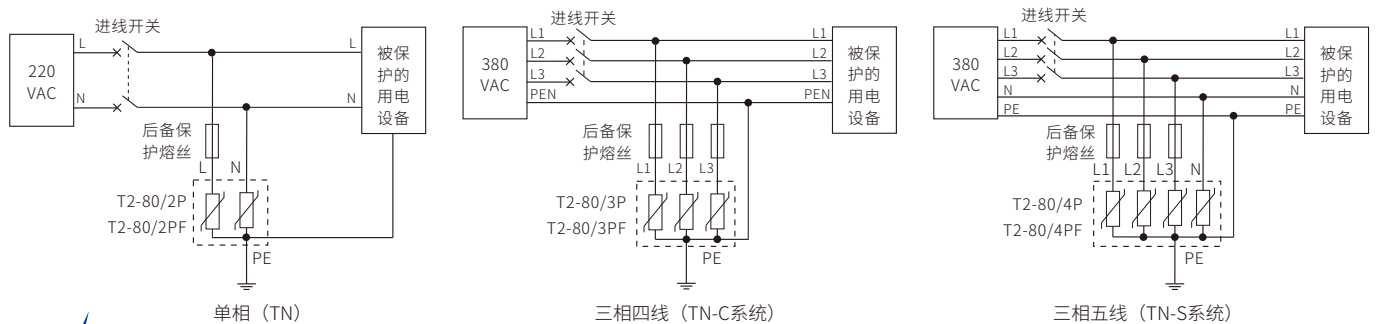 进线开关
L
L
220
VAC
N
N
被保
护的
用电
设备
后备保
护熔丝
L
N
T2-80/2P
T2-80/2PF
PE
单相（TN）
进线开关
L1
L1
L2
L2
L3
L3
PEN
PEN
380
VAC
被保
护的
用电
设备
后备保
护熔丝
L1
L2
L3
T2-80/3P
T2-80/3PF
PE
三相四线（TN-C系统）
进线开关
L1
L1
L2
L2
L3
L3
N
N
PE
PE
380
VAC
被保
护的
用电
设备
后备保
护熔丝
L1
L2
L3
N
T2-80/4P
T2-80/4PF
PE
三相五线（TN-S系统）